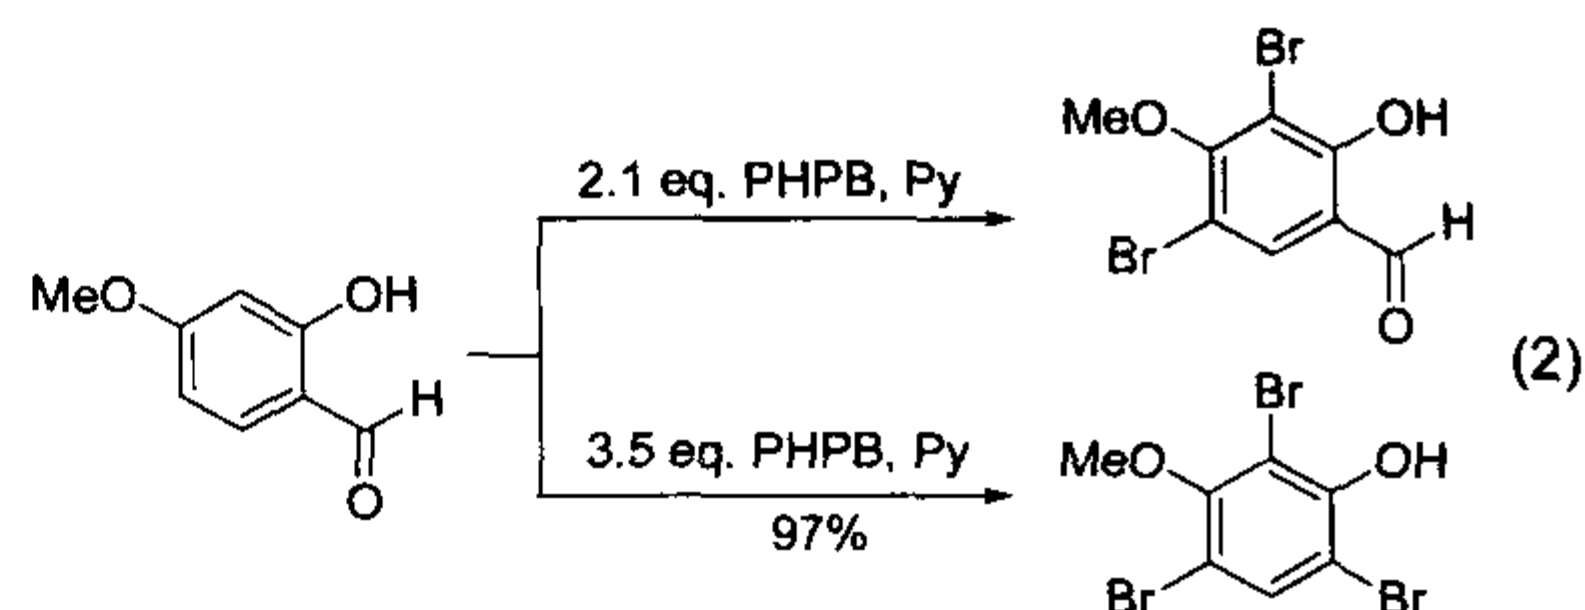 Br
MeO
OH
2.1 eq. PHPB, Py
Br
H
O
MeO
OH
H
O
(2)
3.5 eq. PHPB, Py
97%
Br
MeO
OH
Br
Br